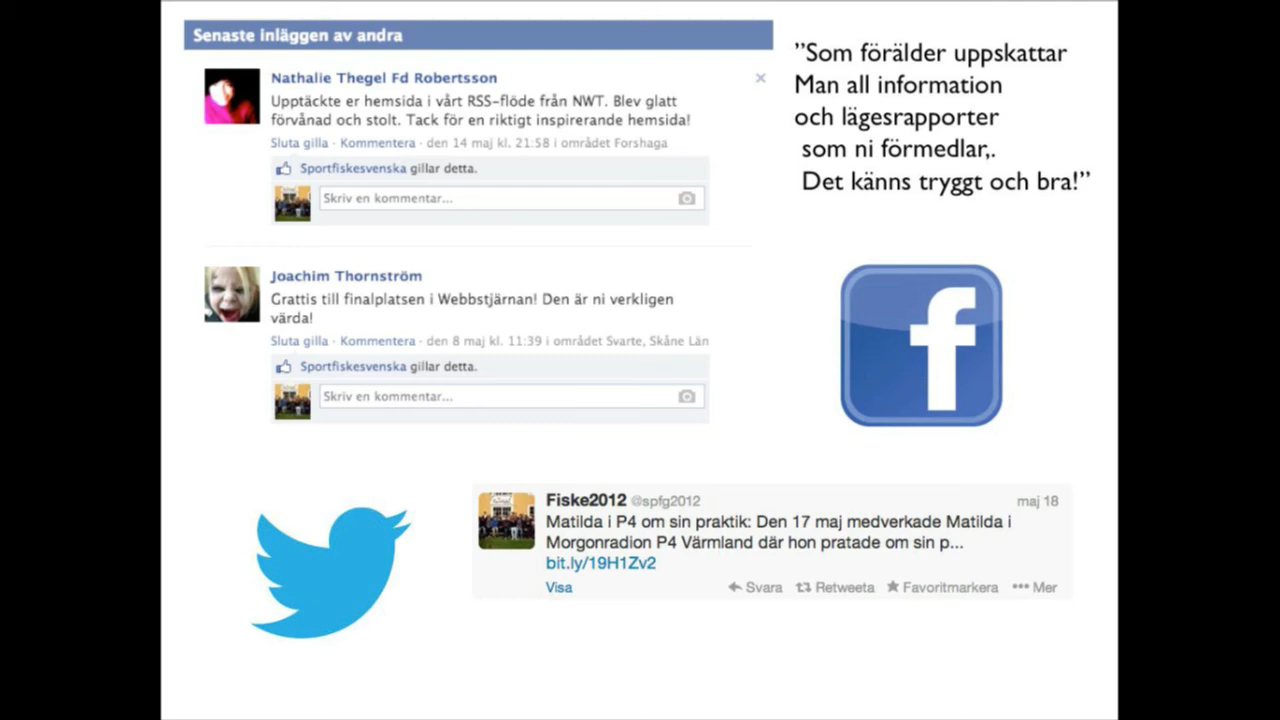 Senaste inläggen av andra
Nathalie Thegel Fd Robertsson
Upptäckte er hemsida i vårt RSS-flöde från NWT. Blev glatt
förvånad och stolt. Tack för en riktigt inspirerande hemsida!
Sluta gilla · Kommentera · den 14 maj kl. 21:58 i området Forshaga
Sportfiskesvenska gillar detta.
Skriv en kommentar...
Joachim Thornström
Grattis till finalplatsen i Webbstjärnan! Den är ni verkligen
värda!
Sluta gilla · Kommentera · den 8 maj kl. 11:39 i området Svarte, Skåne Län
Sportfiskesvenska gillar detta.
Skriv en kommentar...
”Som förälder uppskattar
Man all information
och lägesrapporter
som ni förmedlar,.
Det känns tryggt och bra!”
f
Fiske2012 @spfg2012 maj 18
Matilda i P4 om sin praktik: Den 17 maj medverkade Matilda i
Morgonradion P4 Värmland där hon pratade om sin p...
bit.ly/19H1Zv2
Visa Svara Retweeta Favoritmarkera Mer